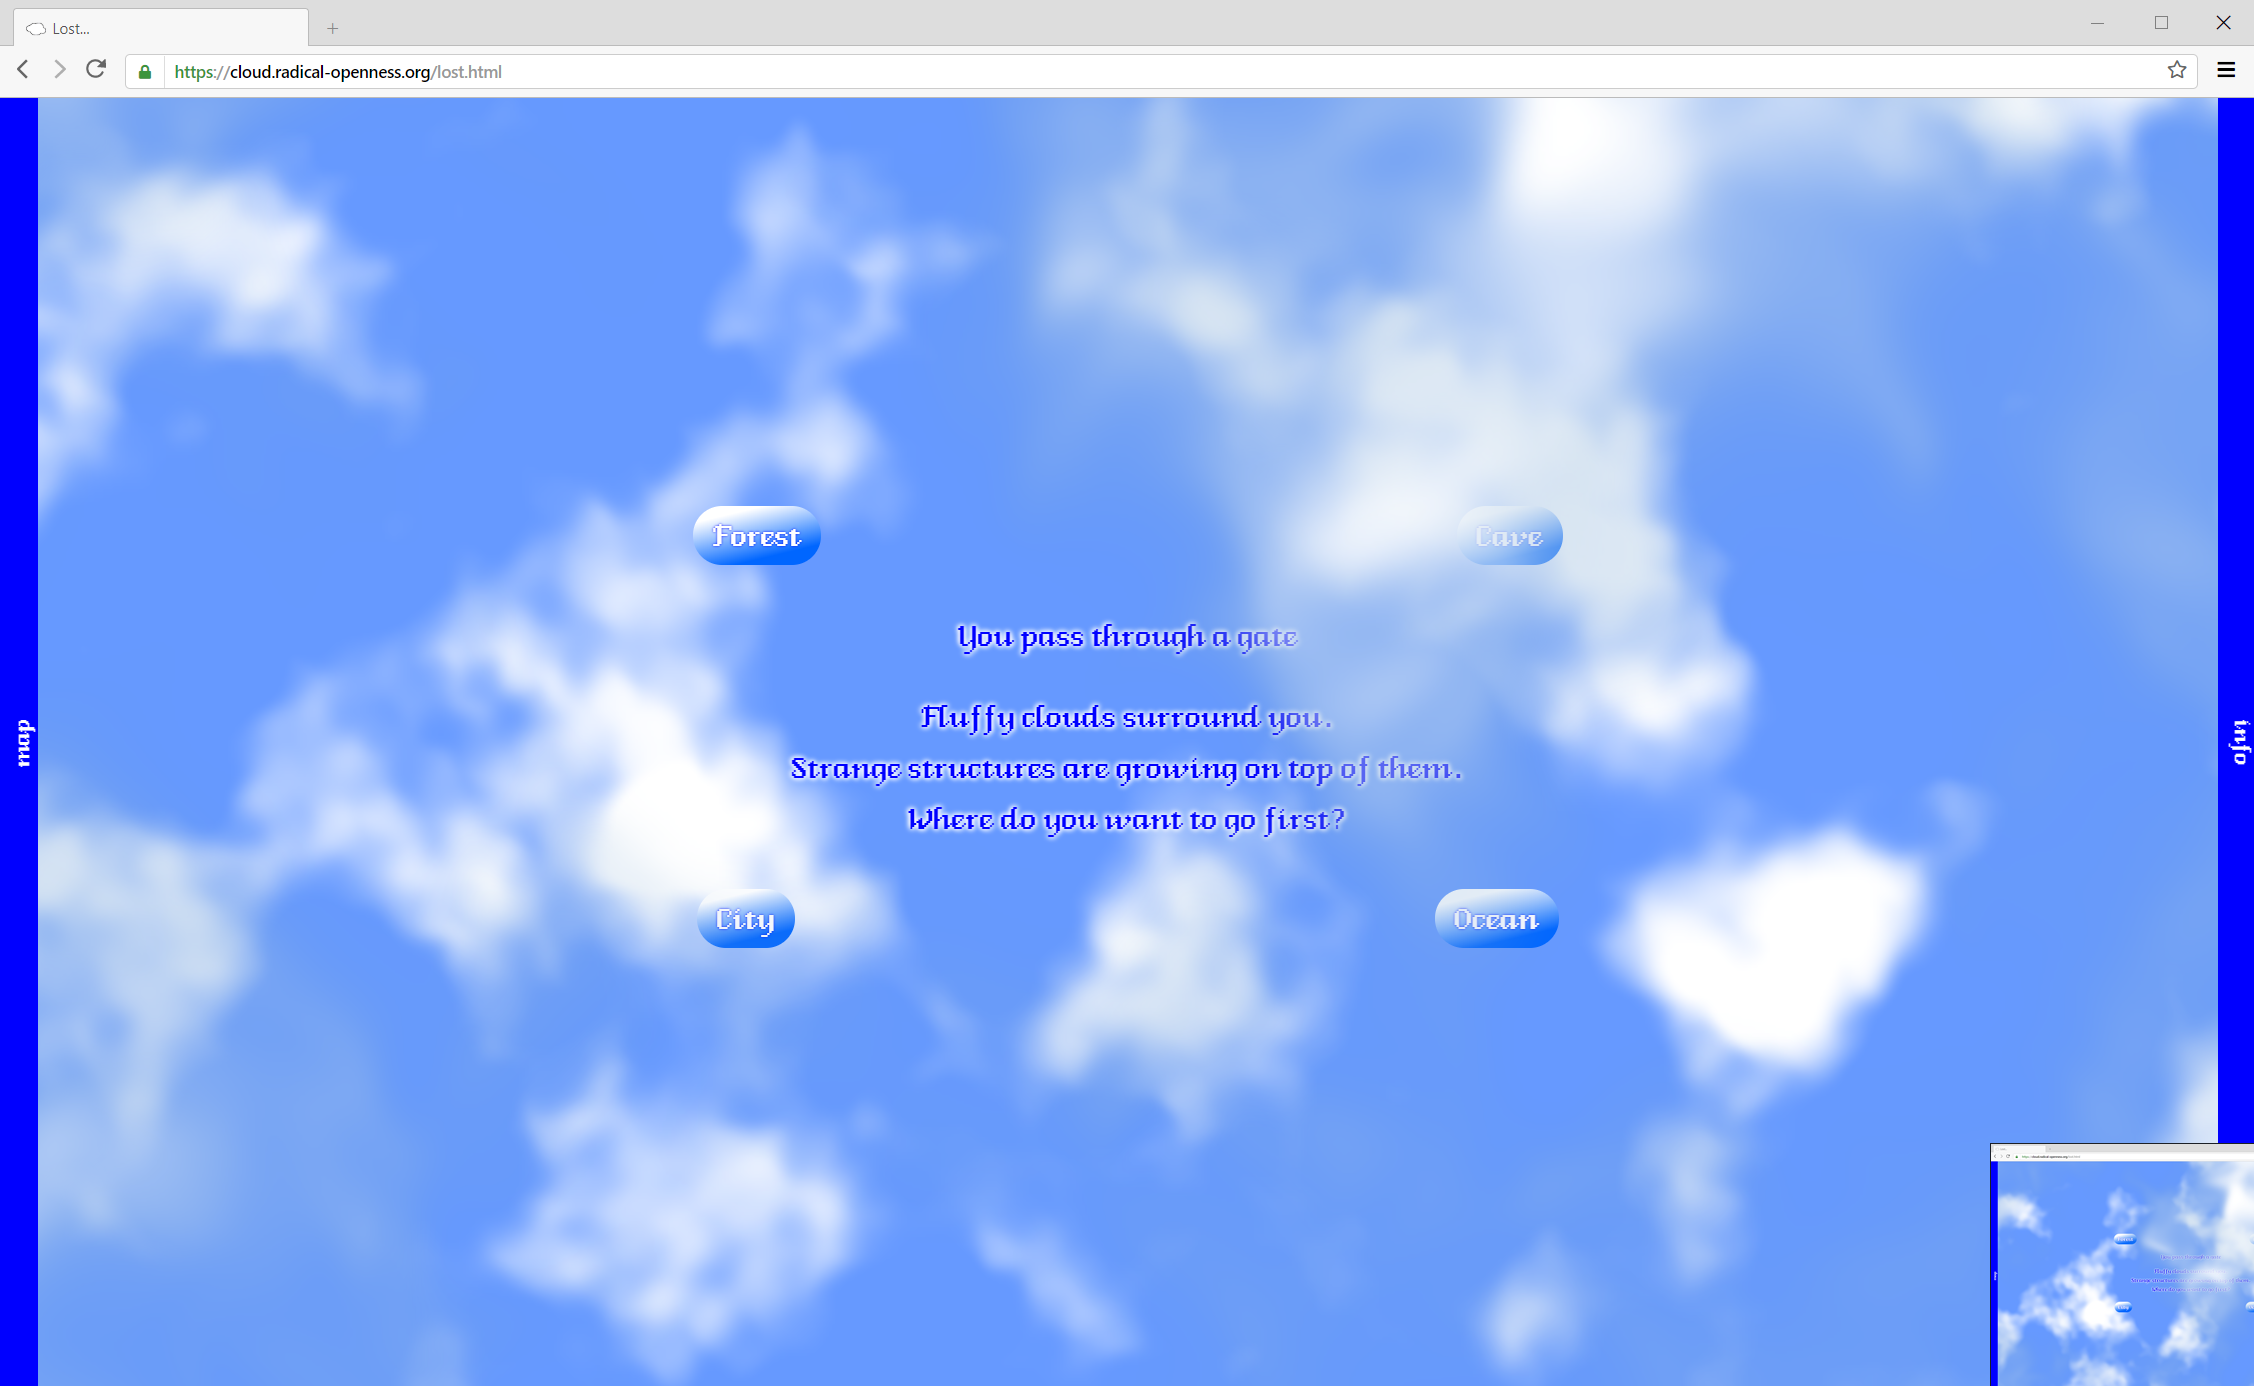 Lost...
https://cloud.radical-openness.org/lost.html
map
info
Forest
Cave
You pass through a gate
Fluffy clouds surround you.
Strange structures are growing on top of them.
Where do you want to go first?
City
Ocean